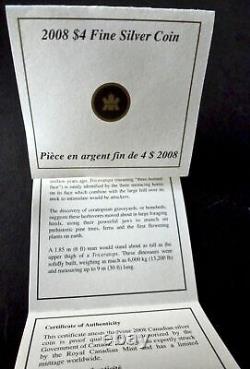 2008 $4 Fine Silver Coin
Pièce en argent fin de 4 $ 2008
million years ago, Triceratops (meaning "three-horned
face") is easily identified by the three menacing horns
on its face which combine with the large frill over its
neck to intimidate would be attackers.
The discovery of ceratopsian graveyards, or bonebeds,
suggest these herbivores moved about in large foraging
herds, using their powerful jaws to munch on
prehistoric pine trees, ferns and the first flowering
plants on earth.
A 1.85 m (6 ft) man would stand about as tall as the
upper thigh of a Triceratops. These dinosaurs were
solidly built, weighing as much as 6,000 kg (13,200 lb)
and measuring up to 9 m (30 ft) long.
Certificate of Authenticity
This certificate attests the 2008 Canadian silver
coin is proof issued by the
Government of Canada
by the Royal Canadian Mint and has a limited
mintage worldwide.